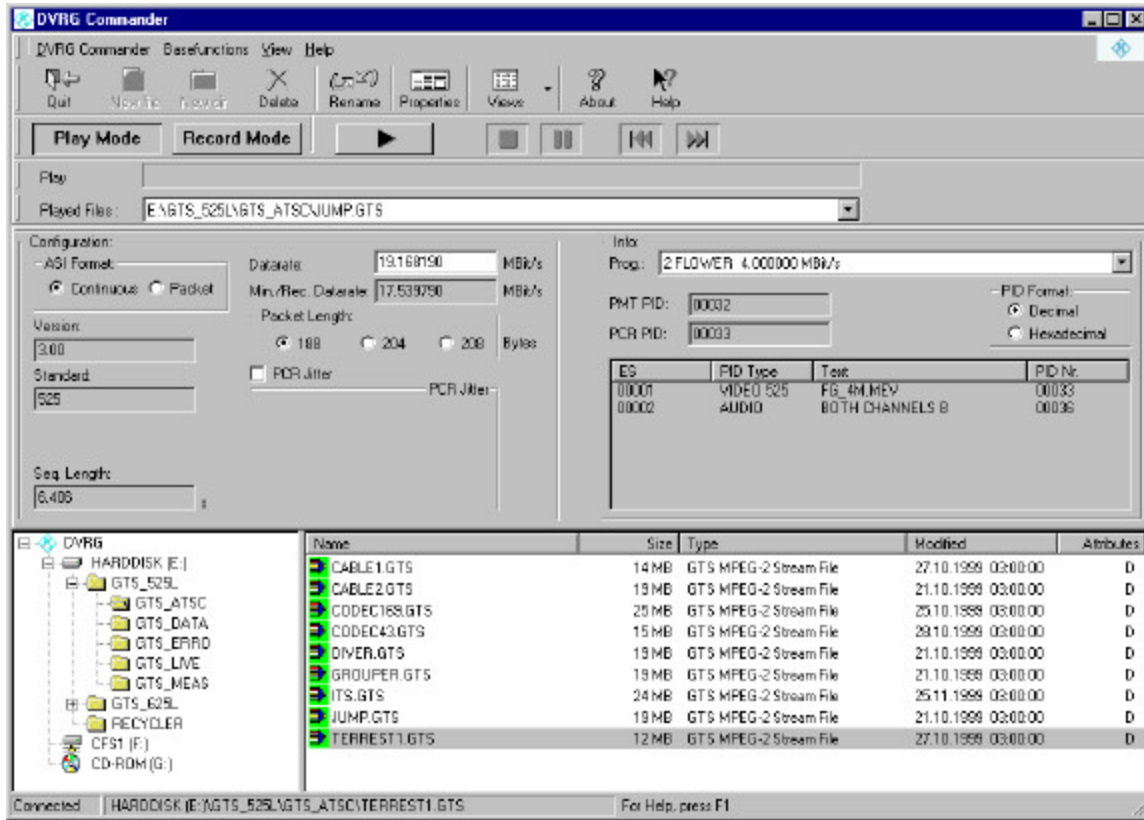 DVRG Commander
DVRG Commander Basefunctions View Help
Quit New file New dir Delete Rename Properties Views About Help
Play Mode Record Mode
Play
Played Files: E:\GTS_525L\GTS_ATSC\JUMP.GTS
Configuration:
ASI Format:
Continuous Packet
Version:
3.00
Standard:
525
Seq. Length:
6.406 s
Datarate: 19.168190 MBit/s
Min./Rec. Datarate: 17.539790 MBit/s
Packet Length:
188 204 208 Bytes
PCR Jitter
PCR Jitter
Info:
Prog.: 2 FLOWER 4.000000 MBit/s
PMT PID: 00032
PCR PID: 00033
PID Format:
Decimal
Hexadecimal
ES PID Type Text PID Nr.
00001 VIDEO 525 FG_4M.MEV 00033
00002 AUDIO BOTH CHANNELS B 00036
DVRG
HARDDISK (E:)
GTS_525L
GTS_ATSC
GTS_DATA
GTS_ERRO
GTS_LIVE
GTS_MEAS
GTS_625L
RECYCLER
CFS1 (F:)
CD-ROM (G:)
Name Size Type Modified Attributes
CABLE1.GTS 14 MB GTS MPEG-2 Stream File 27.10.1999 03:00:00 D
CABLE2.GTS 19 MB GTS MPEG-2 Stream File 21.10.1999 03:00:00 D
CODEC169.GTS 25 MB GTS MPEG-2 Stream File 25.10.1999 03:00:00 D
CODEC43.GTS 15 MB GTS MPEG-2 Stream File 28.10.1999 03:00:00 D
DIVER.GTS 19 MB GTS MPEG-2 Stream File 21.10.1999 03:00:00 D
GROUPER.GTS 19 MB GTS MPEG-2 Stream File 21.10.1999 03:00:00 D
ITS.GTS 24 MB GTS MPEG-2 Stream File 25.11.1999 03:00:00 D
JUMP.GTS 19 MB GTS MPEG-2 Stream File 21.10.1999 03:00:00 D
TERREST1.GTS 12 MB GTS MPEG-2 Stream File 27.10.1999 03:00:00 D
Connected HARDDISK (E:)\GTS_525L\GTS_ATSC\TERREST1.GTS For Help, press F1